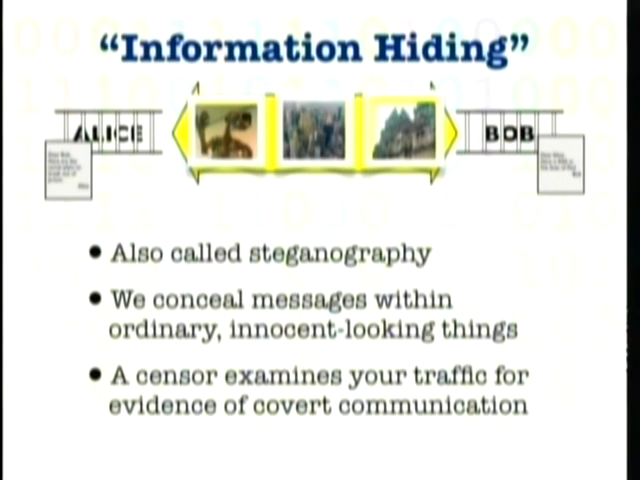 “Information Hiding”
ALICE
BOB
• Also called steganography
• We conceal messages within
ordinary, innocent-looking things
• A censor examines your traffic for
evidence of covert communication